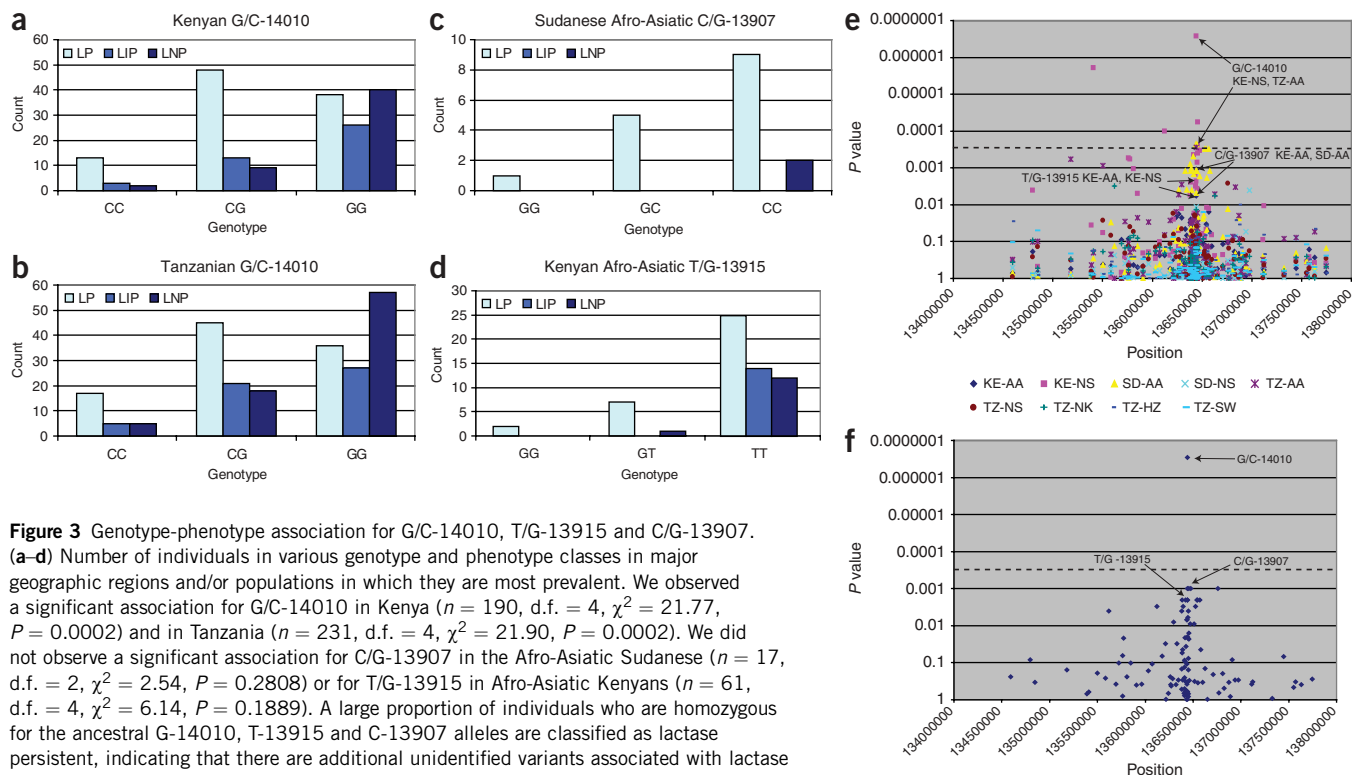 a
Kenyan G/C-14010
60
50
40
30
20
10
0
Count
LP LIP LNP
CC CG GG
Genotype
b
Tanzanian G/C-14010
60
50
40
30
20
10
0
Count
LP LIP LNP
CC CG GG
Genotype
c
Sudanese Afro-Asiatic C/G-13907
10
8
6
4
2
0
Count
LP LIP LNP
GG GC CC
Genotype
d
Kenyan Afro-Asiatic T/G-13915
30
25
20
15
10
5
0
Count
LP LIP LNP
GG GT TT
Genotype
Figure 3 Genotype-phenotype association for G/C-14010, T/G-13915 and C/G-13907.
(a–d) Number of individuals in various genotype and phenotype classes in major
geographic regions and/or populations in which they are most prevalent. We observed
a significant association for G/C-14010 in Kenya (n = 190, d.f. = 4, χ² = 21.77,
P = 0.0002) and in Tanzania (n = 231, d.f. = 4, χ² = 21.90, P = 0.0002). We did
not observe a significant association for C/G-13907 in the Afro-Asiatic Sudanese (n = 17,
d.f. = 2, χ² = 2.54, P = 0.2808) or for T/G-13915 in Afro-Asiatic Kenyans (n = 61,
d.f. = 4, χ² = 6.14, P = 0.1889). A large proportion of individuals who are homozygous
for the ancestral G-14010, T-13915 and C-13907 alleles are classified as lactase
persistent, indicating that there are additional unidentified variants associated with lactase
e
0.0000001
0.000001
0.00001
0.0001
0.001
0.01
0.1
1
P value
G/C-14010
KE-NS, TZ-AA
C/G-13907 KE-AA, SD-AA
T/G-13915 KE-AA, KE-NS
134000000 134500000 135000000 135500000 136000000 136500000 137000000 137500000 138000000
Position
KE-AA KE-NS SD-AA SD-NS TZ-AA
TZ-NS TZ-NK TZ-HZ TZ-SW
f
0.0000001
0.000001
0.00001
0.0001
0.001
0.01
0.1
1
P value
G/C-14010
T/G -13915
C/G-13907
134000000 134500000 135000000 135500000 136000000 136500000 137000000 137500000 138000000
Position